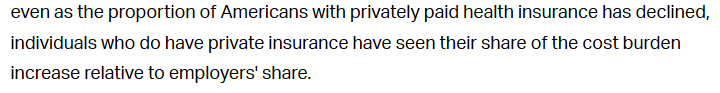 even as the proportion of Americans with privately paid health insurance has declined,
individuals who do have private insurance have seen their share of the cost burden
increase relative to employers' share.